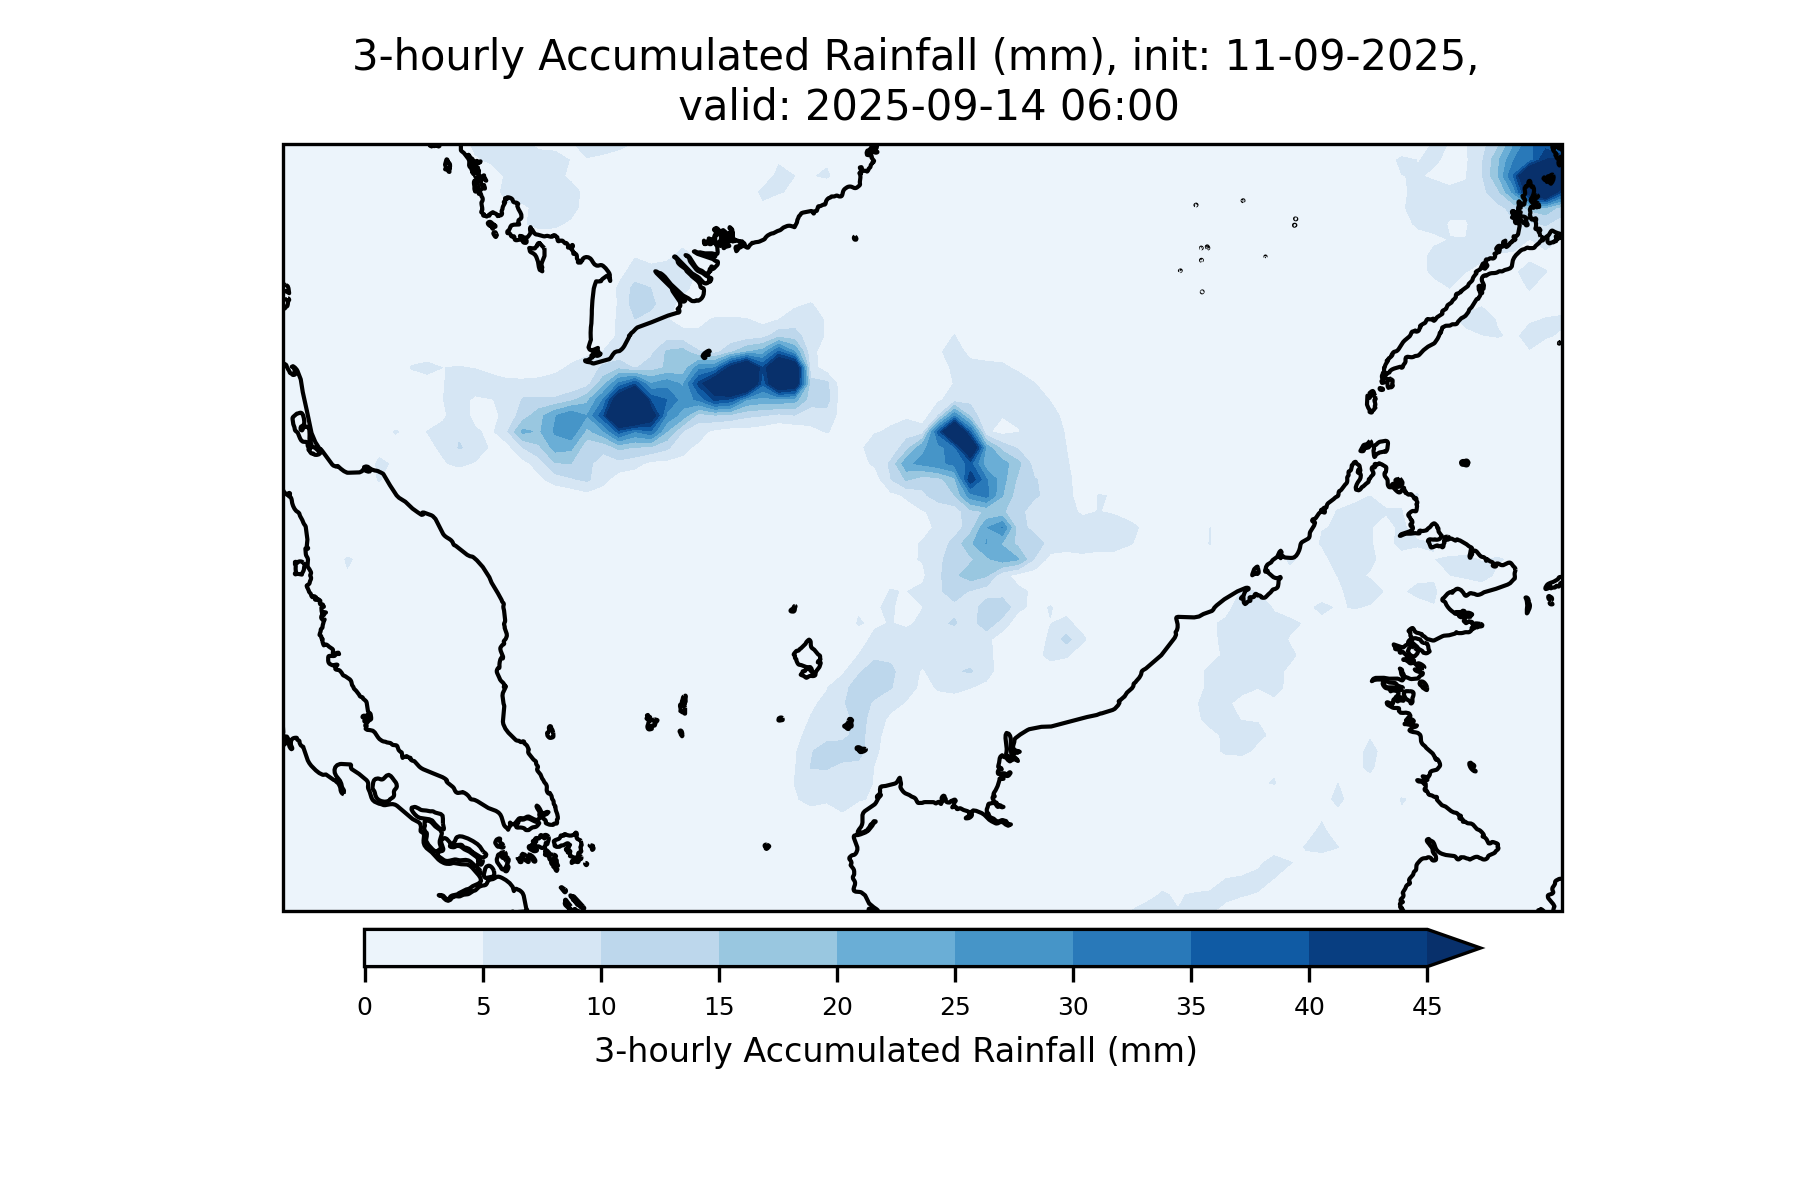 3-hourly Accumulated Rainfall (mm), init: 11-09-2025,
valid: 2025-09-14 06:00
0 5 10 15 20 25 30 35 40 45
3-hourly Accumulated Rainfall (mm)